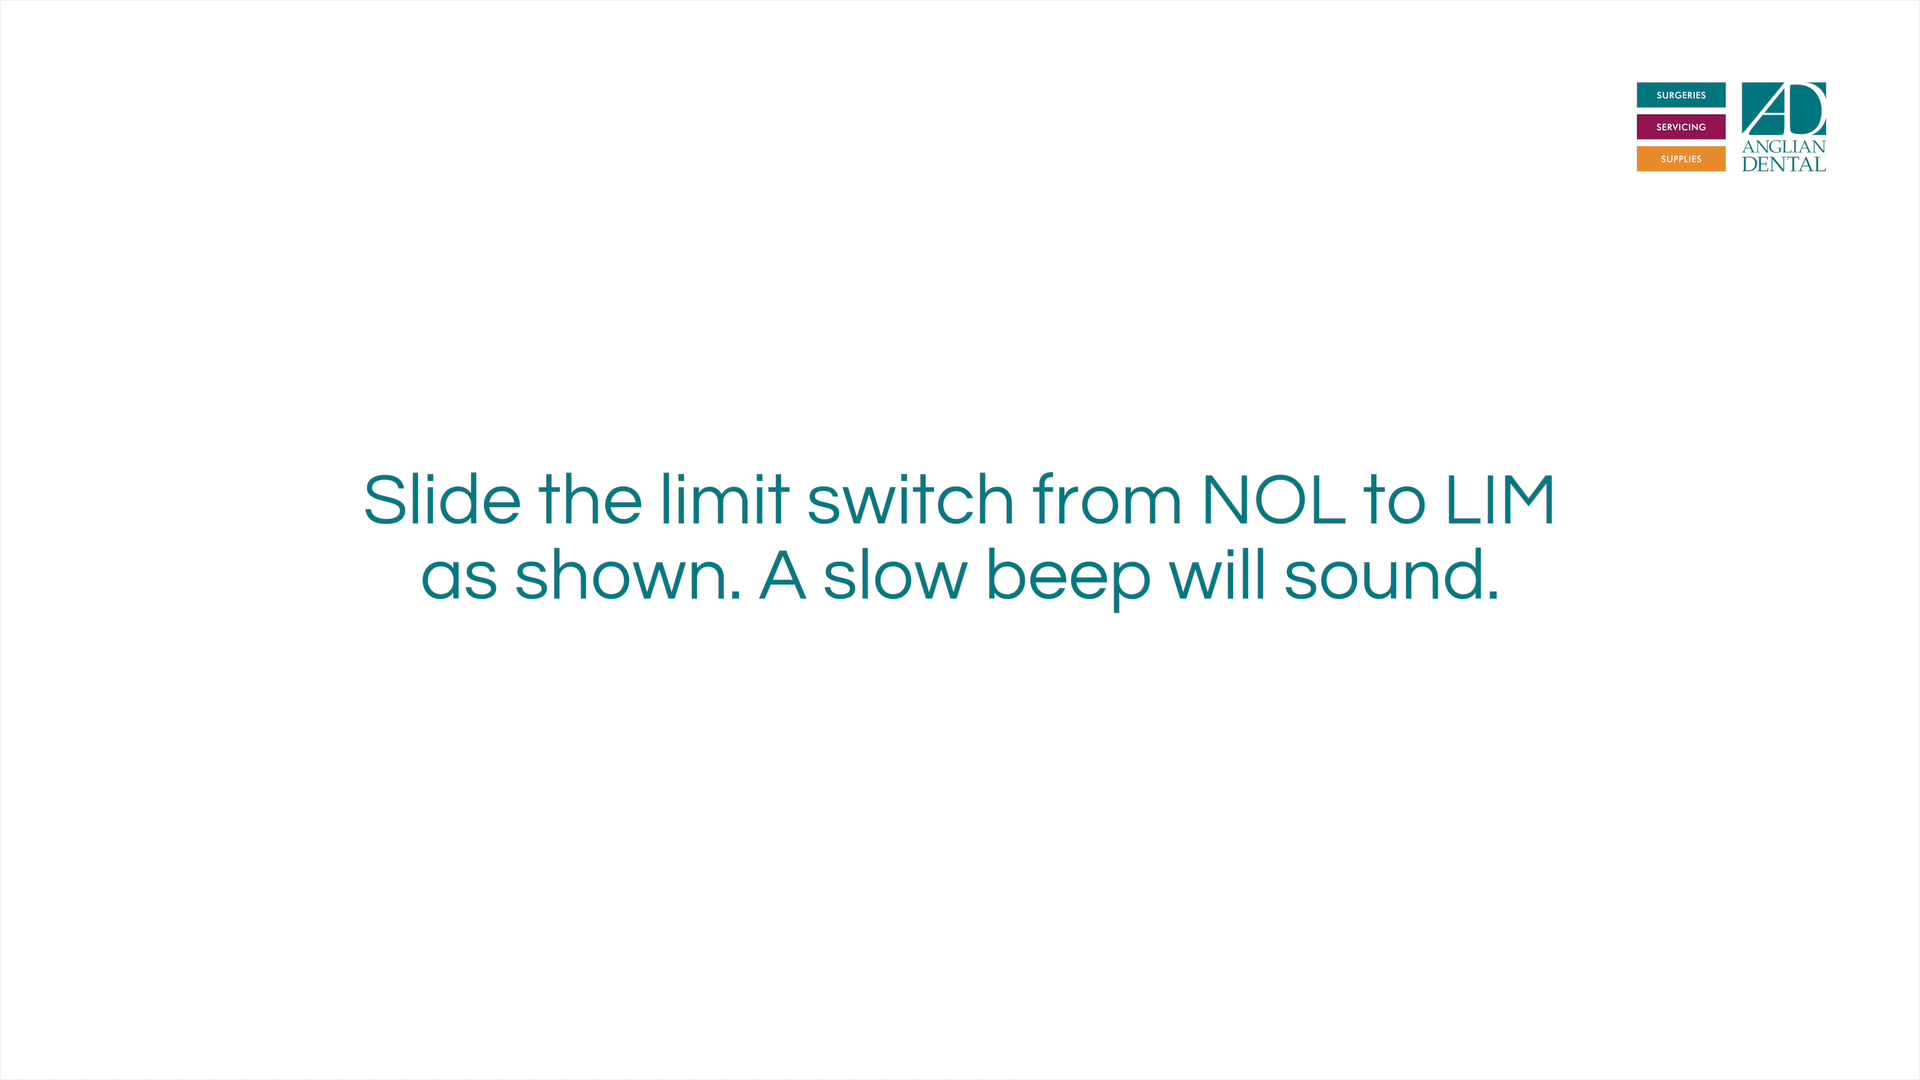 SURGERIES
SERVICING
SUPPLIES
AD
ANGLIAN
DENTAL
Slide the limit switch from NOL to LIM
as shown. A slow beep will sound.